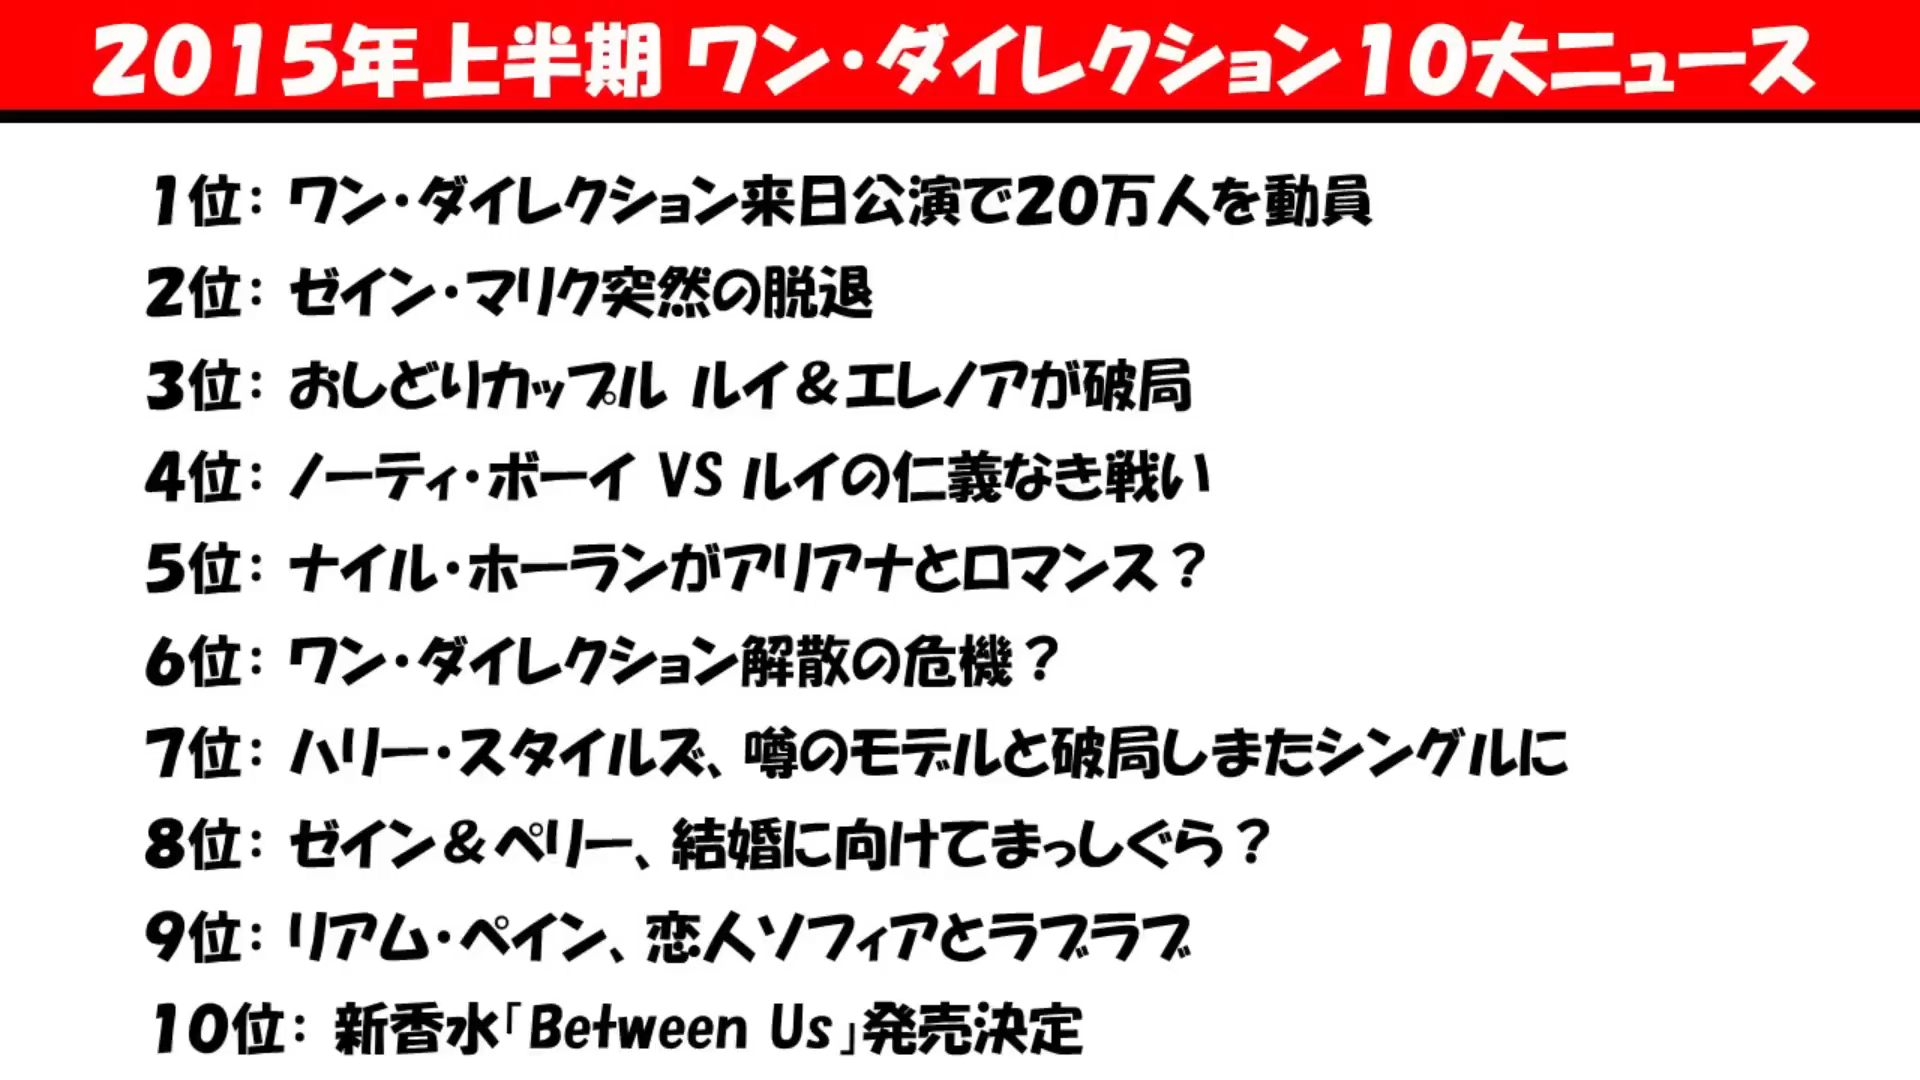 2015年上半期 ワン・ダイレクション10大ニュース
1位： ワン・ダイレクション来日公演で20万人を動員
2位： ゼイン・マリク突然の脱退
3位： おしどりカップル ルイ＆エレノアが破局
4位： ノーティ・ボーイ VS ルイの仁義なき戦い
5位： ナイル・ホーランがアリアナとロマンス？
6位： ワン・ダイレクション解散の危機？
7位： ハリー・スタイルズ、噂のモデルと破局しまたシングルに
8位： ゼイン＆ペリー、結婚に向けてまっしぐら？
9位： リアム・ペイン、恋人ソフィアとラブラブ
10位： 新香水「Between Us」発売決定